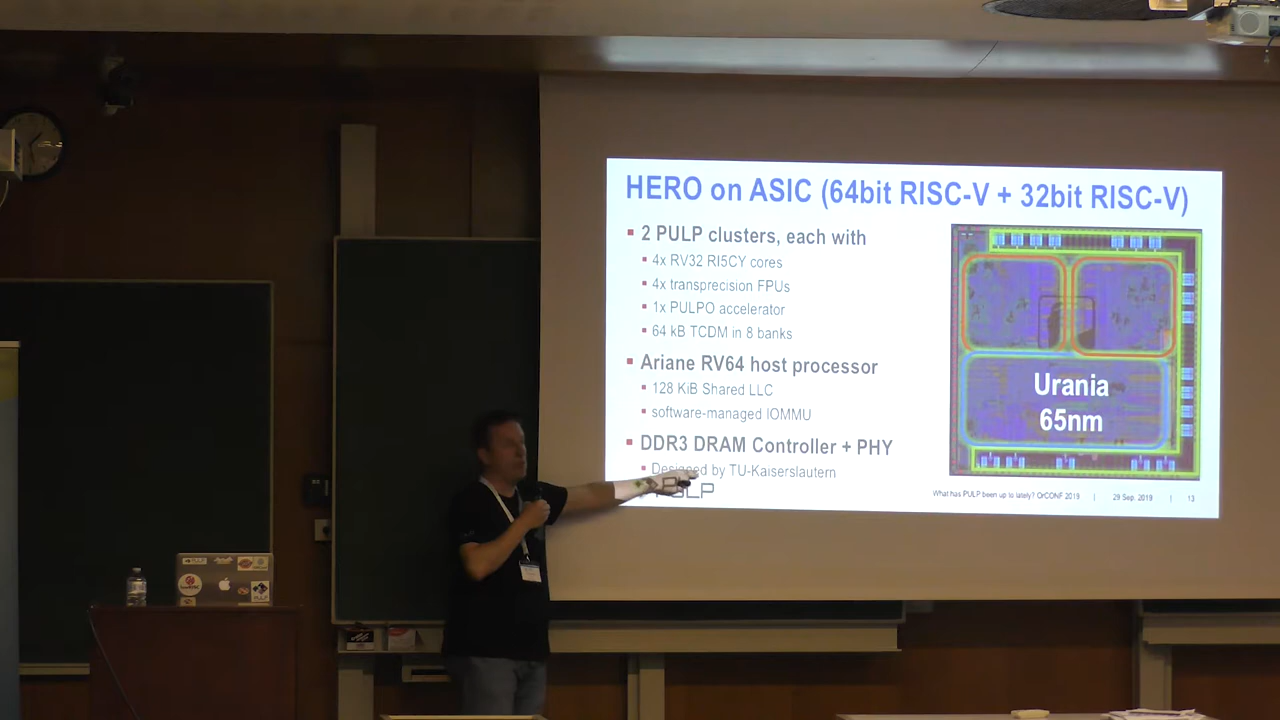 HERO on ASIC (64bit RISC-V + 32bit RISC-V)
2 PULP clusters, each with
4x RV32 RI5CY cores
4x transprecision FPUs
1x PULPO accelerator
64 kB TCDM in 8 banks
Ariane RV64 host processor
128 KiB Shared LLC
software-managed IOMMU
DDR3 DRAM Controller + PHY
Designed by TU-Kaiserslautern
Urania
65nm
PULP
What has PULP been up to lately? OrCONF 2019 | 29 Sep. 2019 | 13